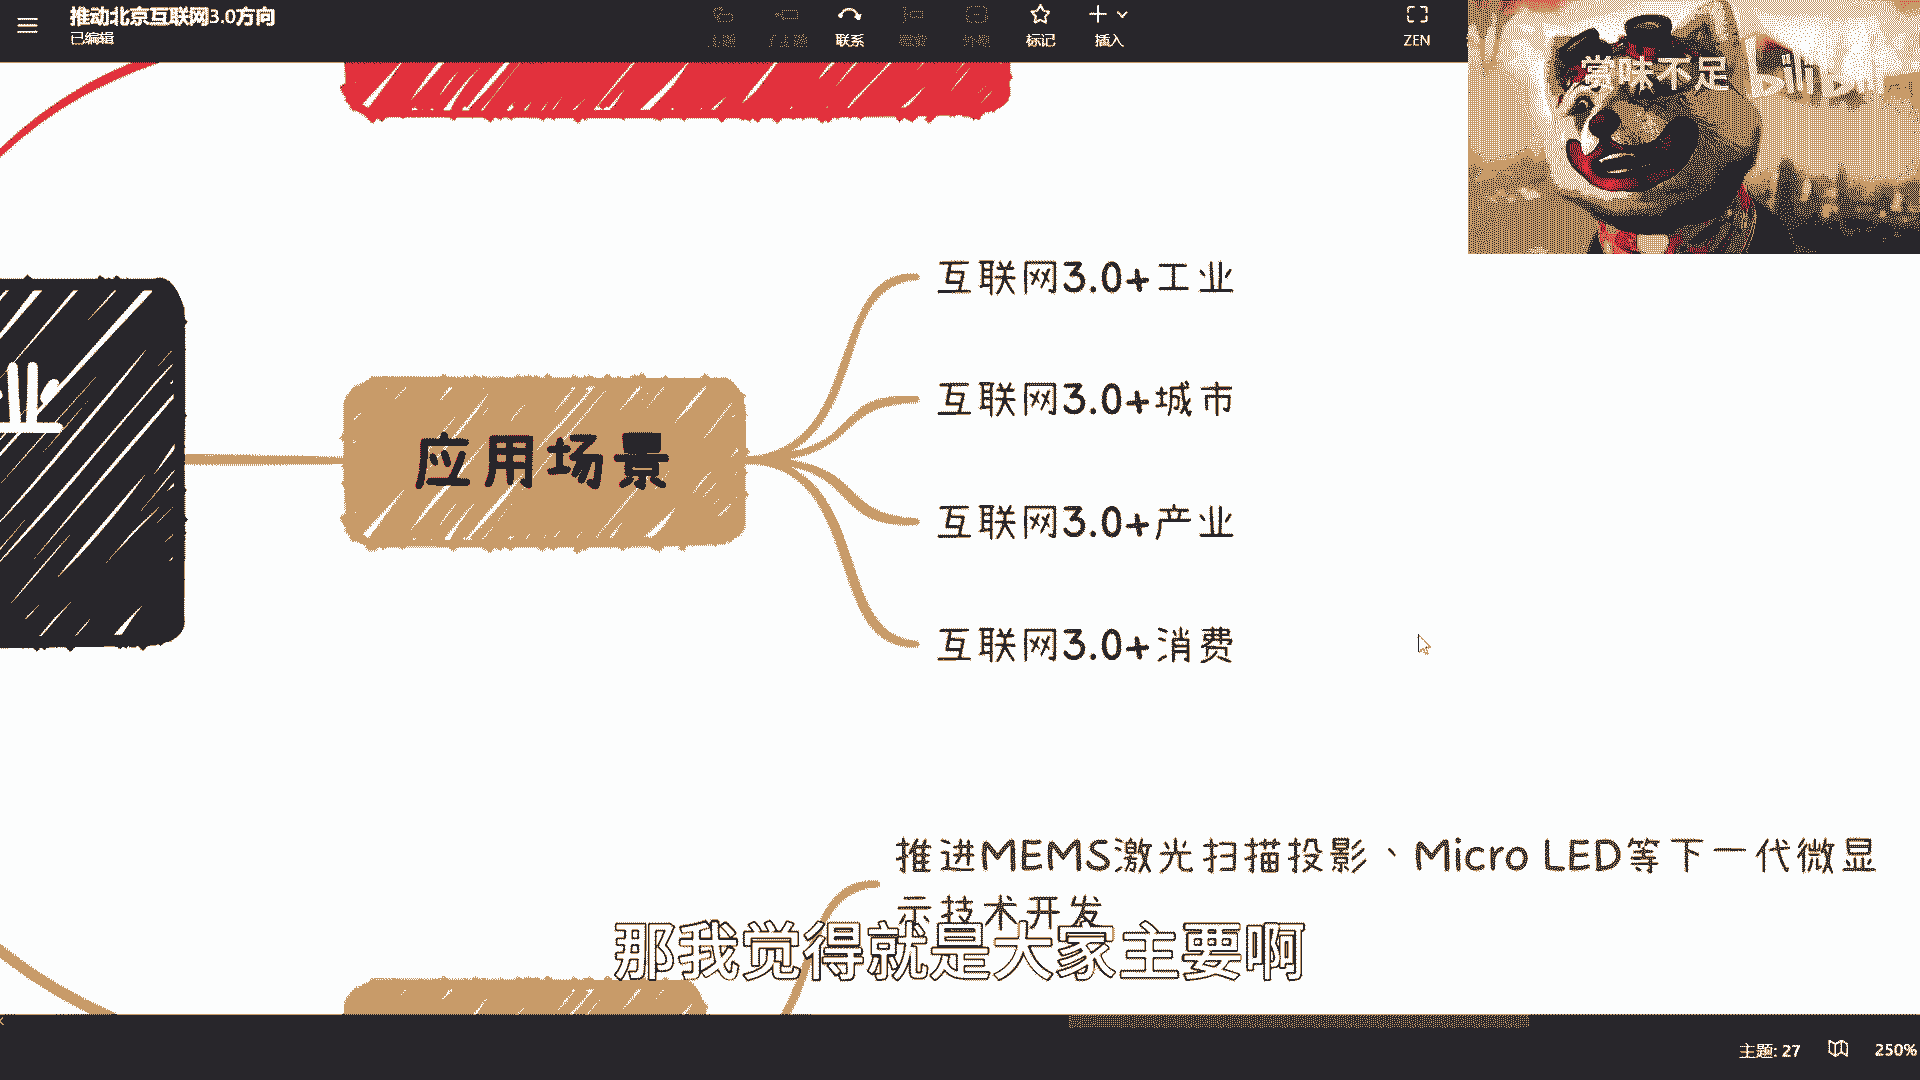 推动北京互联网3.0方向
已编辑
联系
标记
插入
ZEN
赏味不足 bilibili
互联网3.0+工业
互联网3.0+城市
业
应用场景
互联网3.0+产业
互联网3.0+消费
推进MEMS激光扫描投影、Micro LED等下一代微显
示技术开发
那我觉得就是大家主要啊
主题: 27
250%